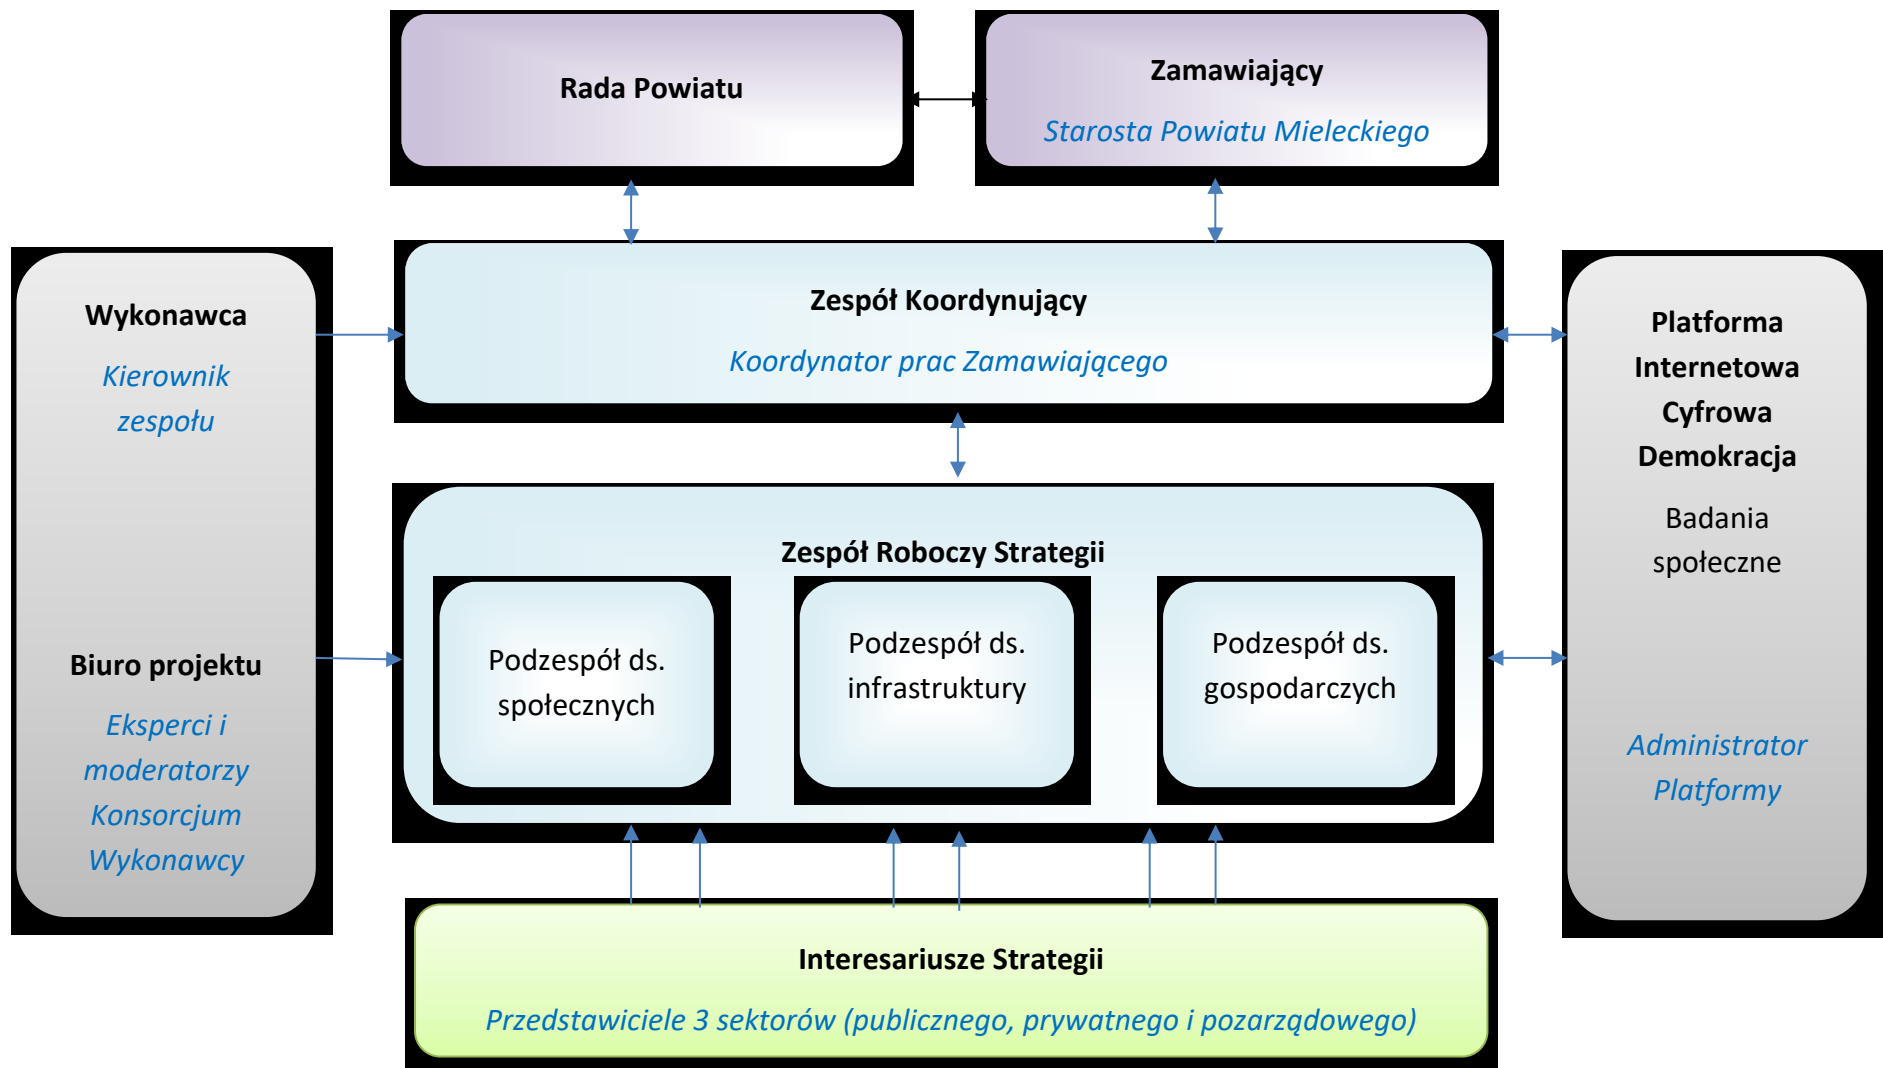 Rada Powiatu
Zamawiający
Starosta Powiatu Mieleckiego
Wykonawca
Kierownik
zespołu
Biuro projektu
Eksperci i
moderatorzy
Konsorcjum
Wykonawcy
Zespół Koordynujący
Koordynator prac Zamawiającego
Zespół Roboczy Strategii
Podzespół ds.
społecznych
Podzespół ds.
infrastruktury
Podzespół ds.
gospodarczych
Platforma
Internetowa
Cyfrowa
Demokracja
Badania
społeczne
Administrator
Platformy
Interesariusze Strategii
Przedstawiciele 3 sektorów (publicznego, prywatnego i pozarządowego)